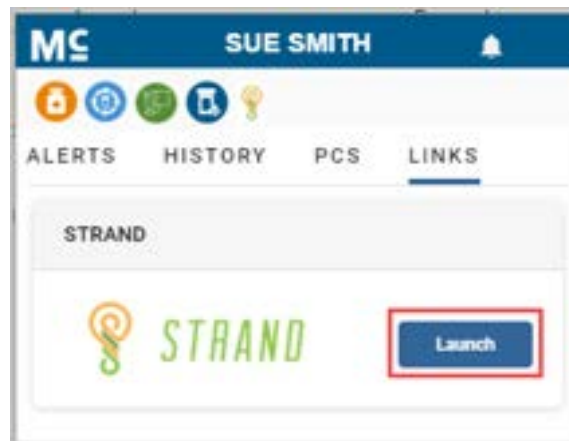 Mc SUE SMITH
ALERTS HISTORY PCS LINKS
STRAND
STRAND Launch